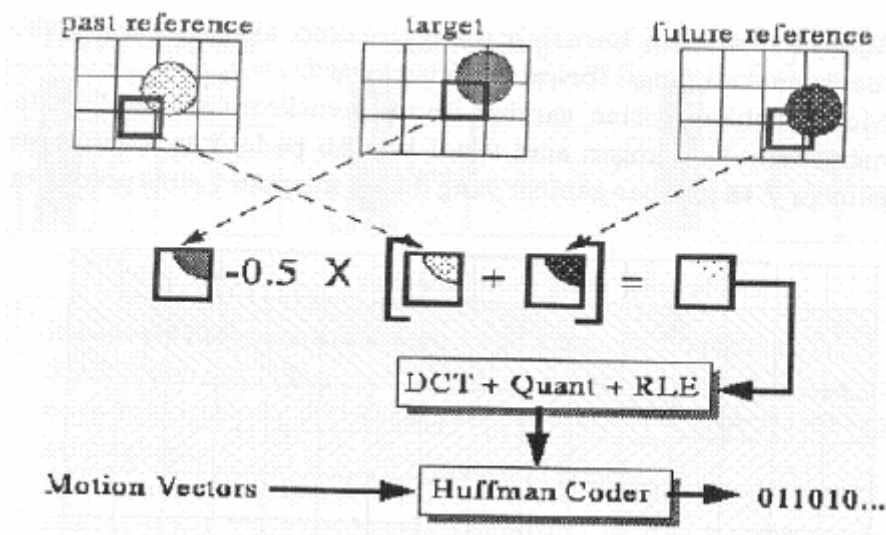 past reference
target
future reference
-0.5 X [ + ] =
DCT + Quant + RLE
Motion Vectors
Huffman Coder
011010...